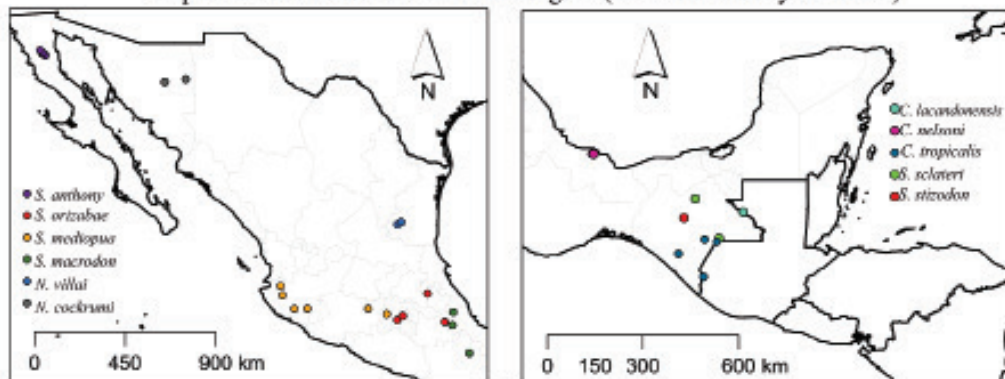 N
S. anthony
S. orizabae
S. mediopua
S. macrodon
N. villai
N. cockrumi
0 450 900 km
N
C. lacandonensis
C. nelsoni
C. tropicalis
S. sclateri
S. stizodon
0 150 300 600 km